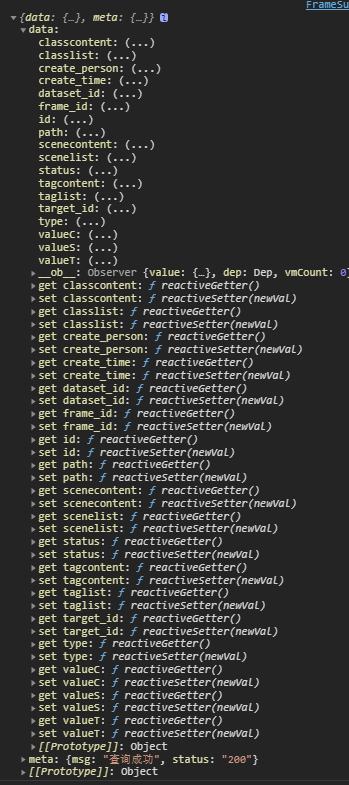 FrameSu
{data: {…}, meta: {…}} i
data:
classcontent: (...)
classlist: (...)
create_person: (...)
create_time: (...)
dataset_id: (...)
frame_id: (...)
id: (...)
path: (...)
scenecontent: (...)
scenelist: (...)
status: (...)
tagcontent: (...)
taglist: (...)
target_id: (...)
type: (...)
valueC: (...)
valueS: (...)
valueT: (...)
__ob__: Observer {value: {…}, dep: Dep, vmCount: 0}
get classcontent: ƒ reactiveGetter()
set classcontent: ƒ reactiveSetter(newVal)
get classlist: ƒ reactiveGetter()
set classlist: ƒ reactiveSetter(newVal)
get create_person: ƒ reactiveGetter()
set create_person: ƒ reactiveSetter(newVal)
get create_time: ƒ reactiveGetter()
set create_time: ƒ reactiveSetter(newVal)
get dataset_id: ƒ reactiveGetter()
set dataset_id: ƒ reactiveSetter(newVal)
get frame_id: ƒ reactiveGetter()
set frame_id: ƒ reactiveSetter(newVal)
get id: ƒ reactiveGetter()
set id: ƒ reactiveSetter(newVal)
get path: ƒ reactiveGetter()
set path: ƒ reactiveSetter(newVal)
get scenecontent: ƒ reactiveGetter()
set scenecontent: ƒ reactiveSetter(newVal)
get scenelist: ƒ reactiveGetter()
set scenelist: ƒ reactiveSetter(newVal)
get status: ƒ reactiveGetter()
set status: ƒ reactiveSetter(newVal)
get tagcontent: ƒ reactiveGetter()
set tagcontent: ƒ reactiveSetter(newVal)
get taglist: ƒ reactiveGetter()
set taglist: ƒ reactiveSetter(newVal)
get target_id: ƒ reactiveGetter()
set target_id: ƒ reactiveSetter(newVal)
get type: ƒ reactiveGetter()
set type: ƒ reactiveSetter(newVal)
get valueC: ƒ reactiveGetter()
set valueC: ƒ reactiveSetter(newVal)
get valueS: ƒ reactiveGetter()
set valueS: ƒ reactiveSetter(newVal)
get valueT: ƒ reactiveGetter()
set valueT: ƒ reactiveSetter(newVal)
[[Prototype]]: Object
meta: {msg: "查询成功", status: "200"}
[[Prototype]]: Object